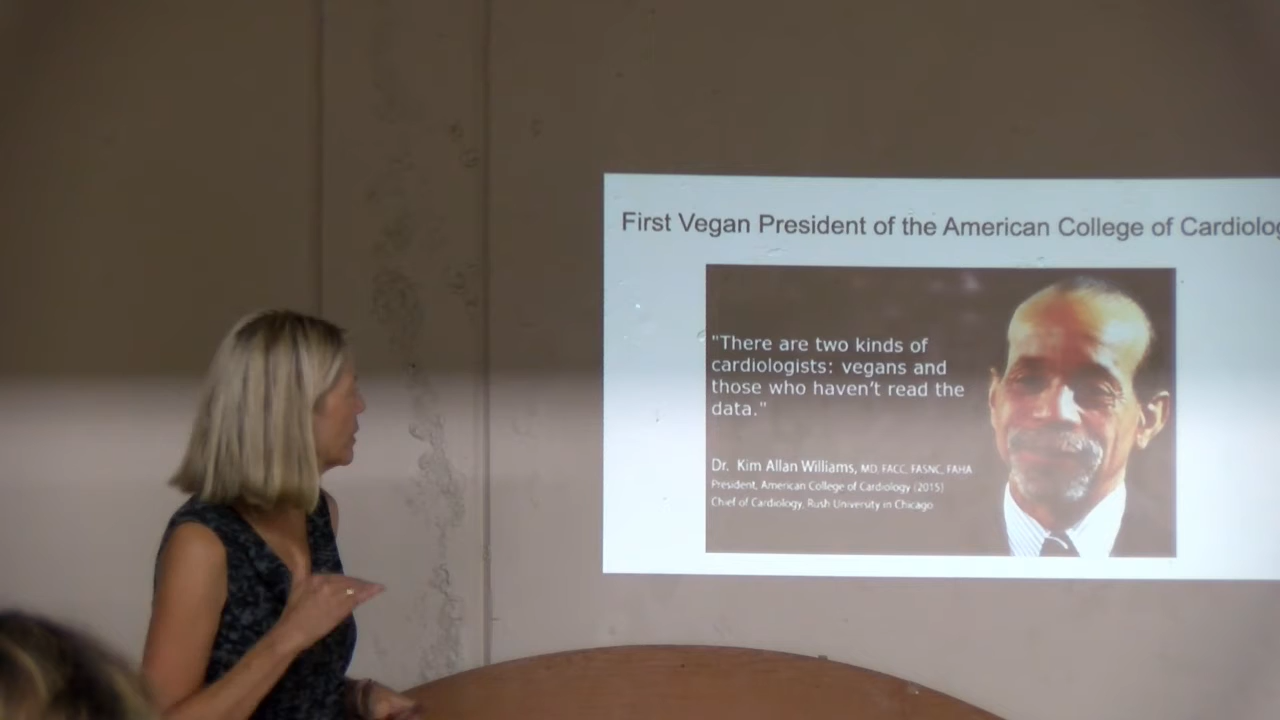 First Vegan President of the American College of Cardiolog
"There are two kinds of
cardiologists: vegans and
those who haven't read the
data."
Dr. Kim Allan Williams, MD, FACC, FASNC, FAHA
President, American College of Cardiology (2015)
Chief of Cardiology, Rush University in Chicago